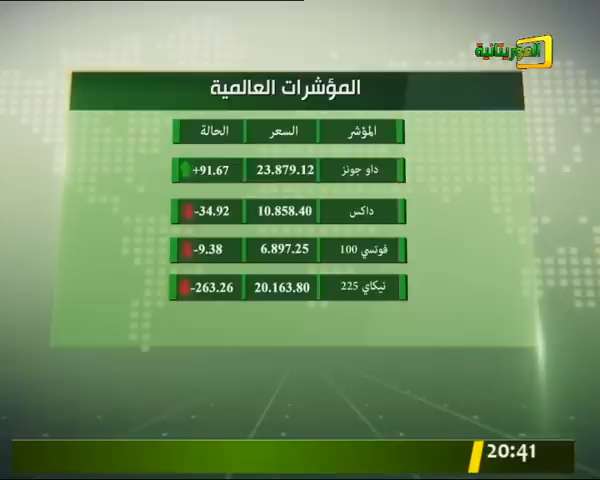 الموريتانية
المؤشرات العالمية
المؤشر السعر الحالة
داو جونز 23.879.12 +91.67
داكس 10.858.40 -34.92
فوتسي 100 6.897.25 -9.38
نيكاي 225 20.163.80 -263.26
20:41